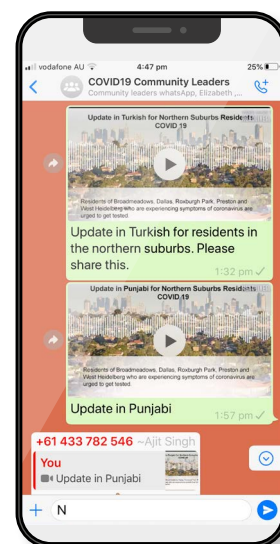 vodafone AU 4:47 pm 25%
COVID19 Community Leaders
Community leaders whatsApp, Elizabeth ,...
Update in Turkish for Northern Suburbs Residents
COVID 19
Residents of Broadmeadows, Dallas, Roxburgh Park, Preston and
West Heidelberg who are experiencing symptoms of coronavirus are
urged to get tested
Update in Turkish for residents in
the northern suburbs. Please
share this.
1:32 pm
Update in Punjabi for Northern Suburbs Residents
COVID 19
Residents of Broadmeadows, Dallas, Roxburgh Park, Preston and
West Heidelberg who are experiencing symptoms of coronavirus are
urged to get tested
Update in Punjabi
1:57 pm
+61 433 782 546 ~Ajit Singh
You
Update in Punjabi
N